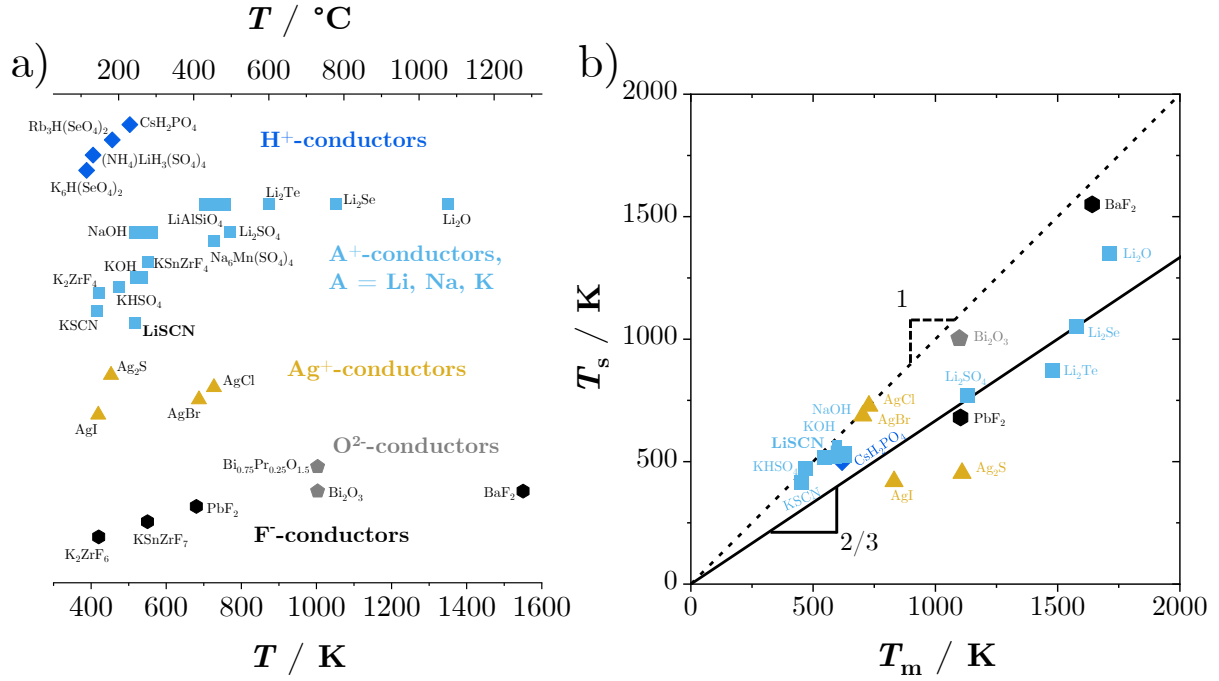 a)
T / °C
200 400 600 800 1000 1200
Rb₃H(SeO₄)₂
CsH₂PO₄
(NH₄)LiH₃(SO₄)₄
K₆H(SeO₄)₂
H⁺-conductors
Li₂Te
Li₂Se
LiAlSiO₄
Li₂O
NaOH
Li₂SO₄
Na₆Mn(SO₄)₄
KOH
KSnZrF₄
K₂ZrF₄
KHSO₄
KSCN
LiSCN
A⁺-conductors,
A = Li, Na, K
Ag₂S
AgCl
AgBr
AgI
Ag⁺-conductors
O²⁻-conductors
Bi₀.₇₅Pr₀.₂₅O₁.₅
Bi₂O₃
BaF₂
PbF₂
KSnZrF₇
K₂ZrF₆
F⁻-conductors
400 600 800 1000 1200 1400 1600
T / K
b)
2000
1500
1000
500
0
Tₛ / K
BaF₂
Li₂O
1
Bi₂O₃
Li₂Se
Li₂Te
Li₂SO₄
AgCl
NaOH
AgBr
KOH
PbF₂
LiSCN
CsH₂PO₄
KHSO₄
Ag₂S
KSCN
AgI
2/3
0 500 1000 1500 2000
Tₘ / K